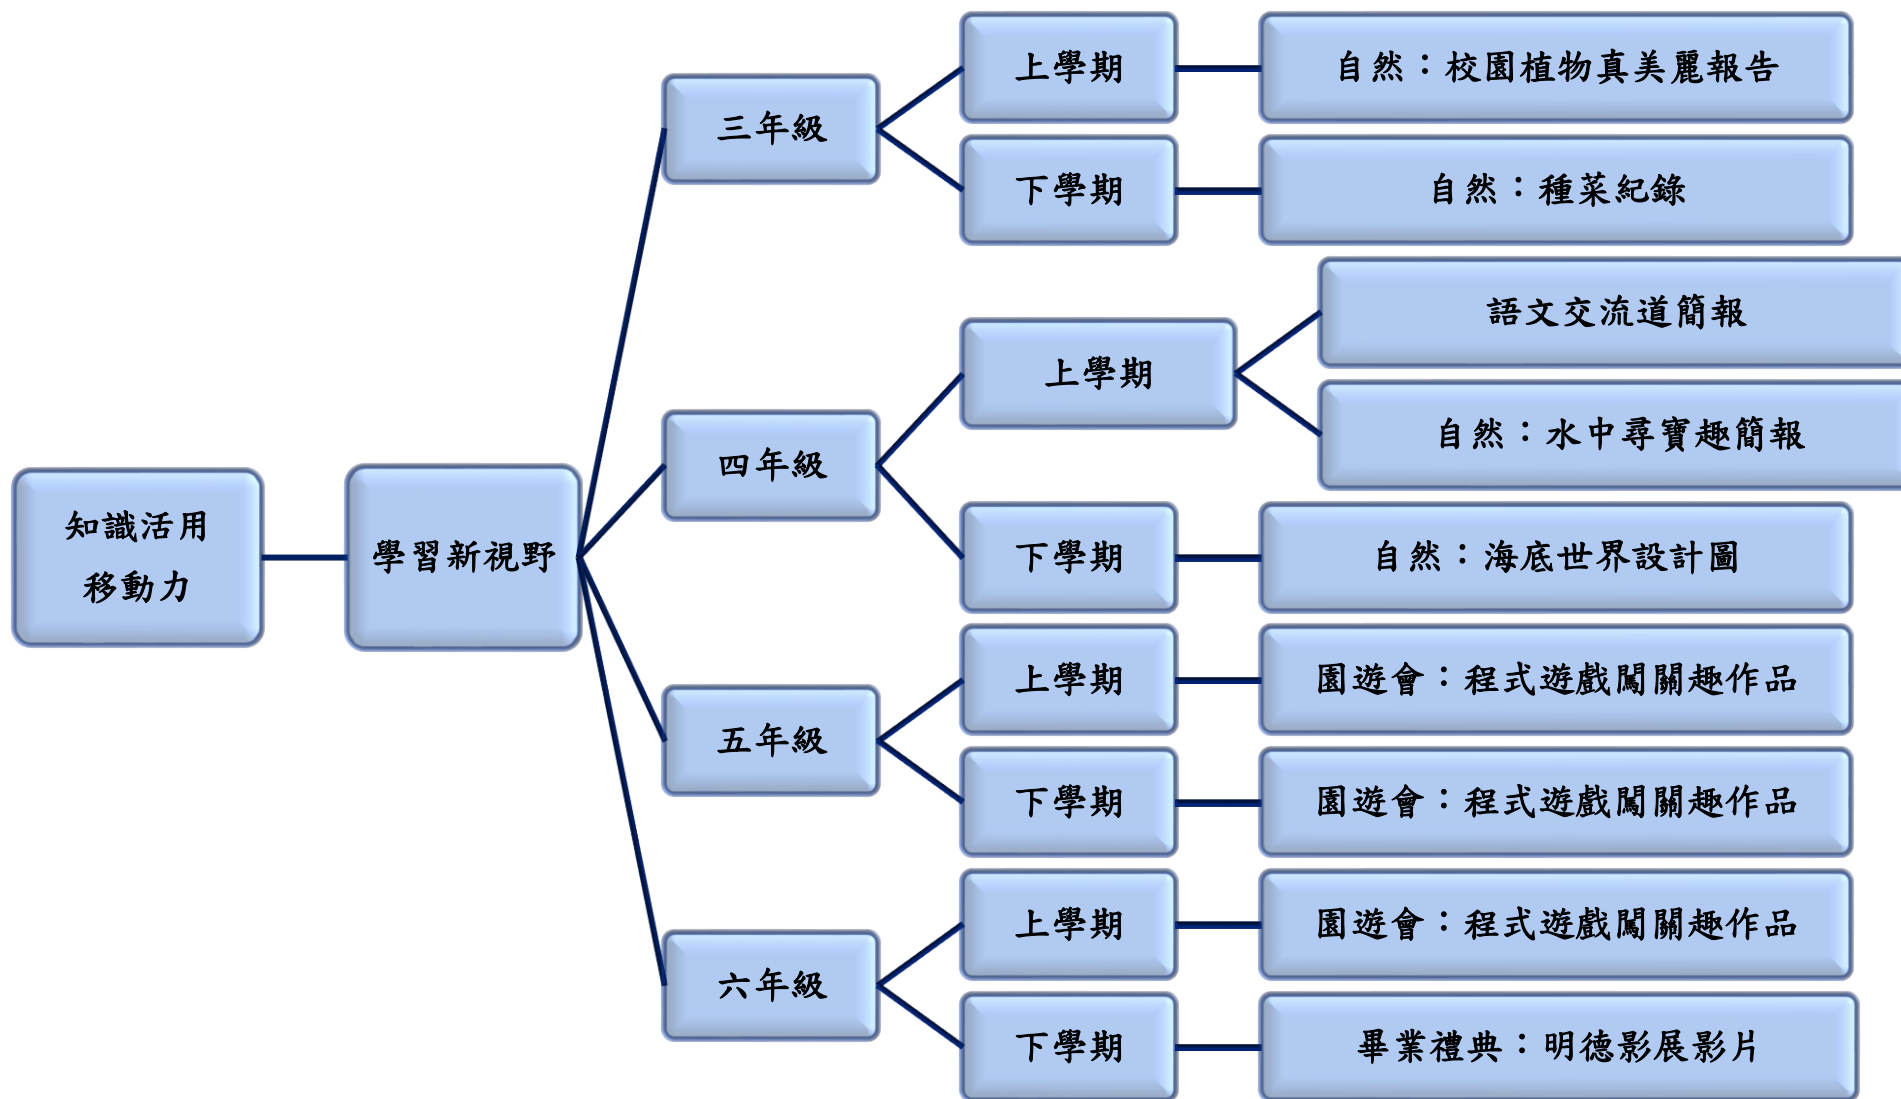 知識活用
移動力
學習新視野
三年級
上學期
自然：校園植物真美麗報告
下學期
自然：種菜紀錄
四年級
上學期
語文交流道簡報
自然：水中尋寶趣簡報
下學期
自然：海底世界設計圖
五年級
上學期
園遊會：程式遊戲闖關趣作品
下學期
園遊會：程式遊戲闖關趣作品
六年級
上學期
園遊會：程式遊戲闖關趣作品
下學期
畢業禮典：明德影展影片